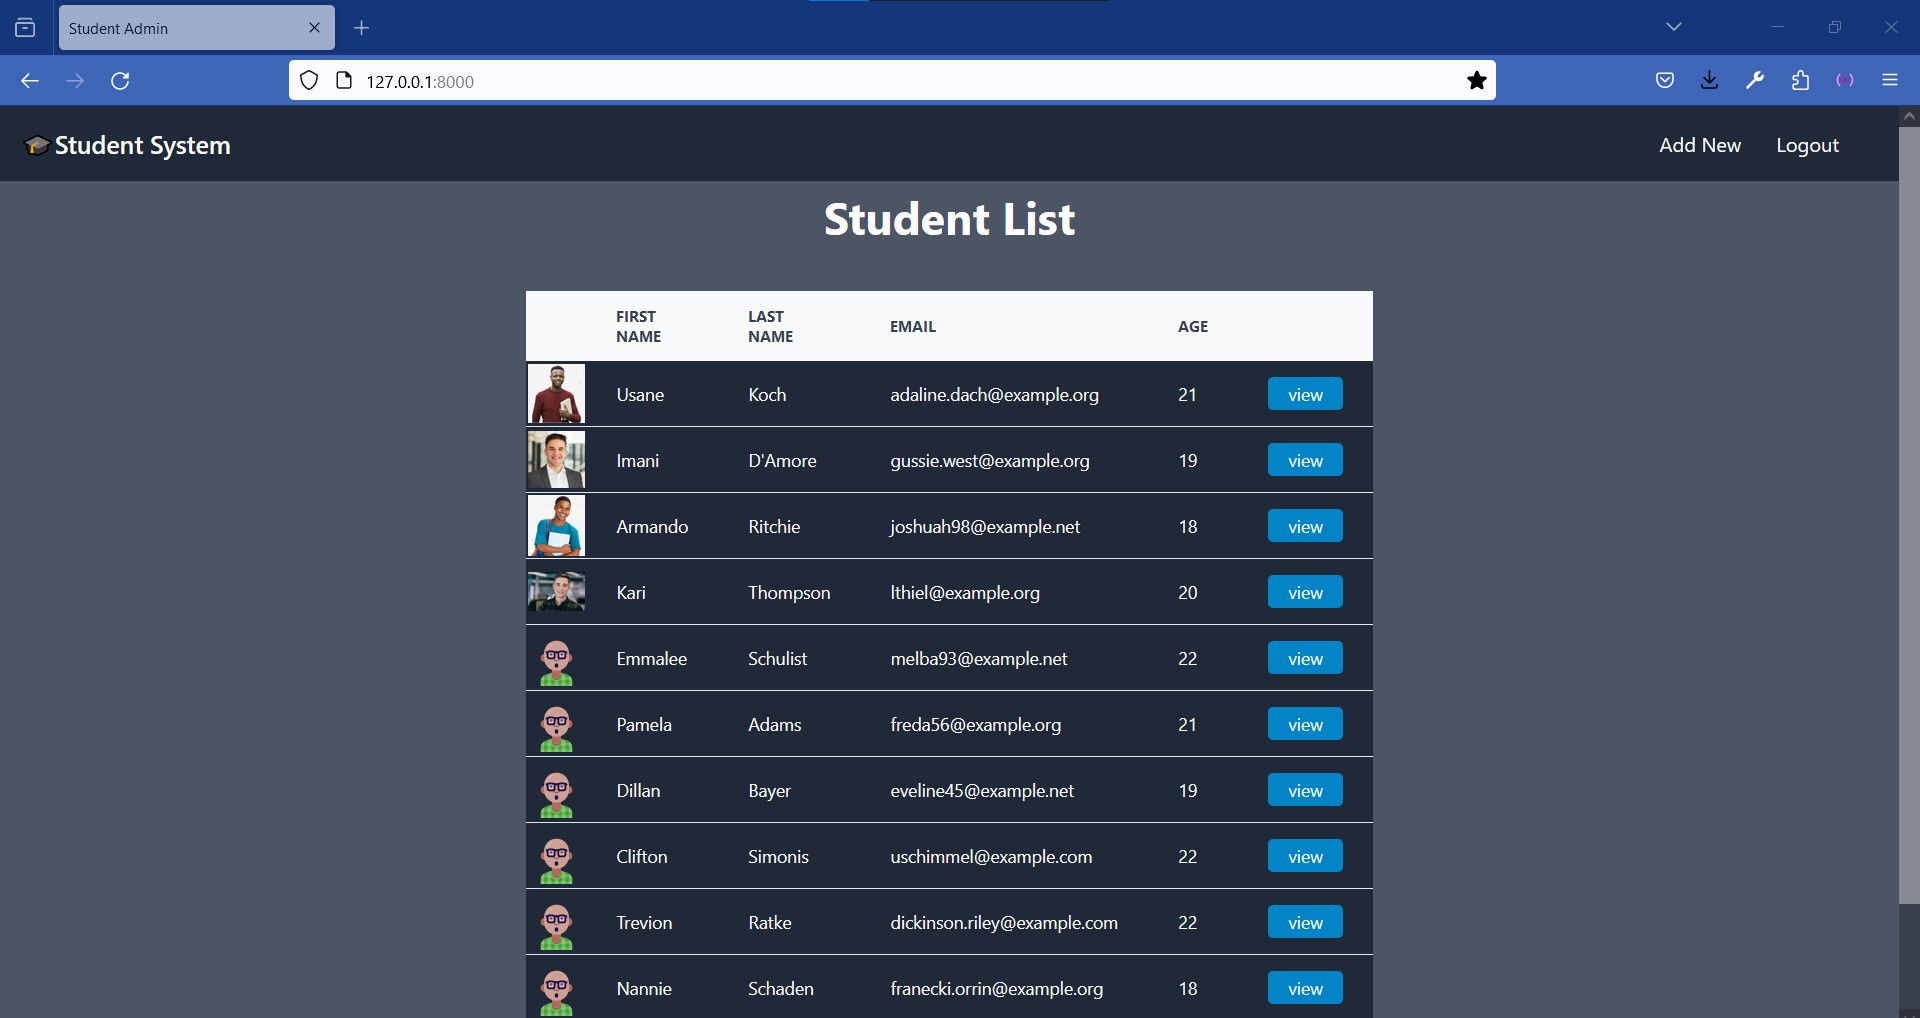 Student Admin
127.0.0.1:8000
Student System
Add New Logout
Student List
FIRST NAME LAST NAME EMAIL AGE
Usane Koch adaline.dach@example.org 21 view
Imani D'Amore gussie.west@example.org 19 view
Armando Ritchie joshuah98@example.net 18 view
Kari Thompson lthiel@example.org 20 view
Emmalee Schulist melba93@example.net 22 view
Pamela Adams freda56@example.org 21 view
Dillan Bayer eveline45@example.net 19 view
Clifton Simonis uschimmel@example.com 22 view
Trevion Ratke dickinson.riley@example.com 22 view
Nannie Schaden franecki.orrin@example.org 18 view